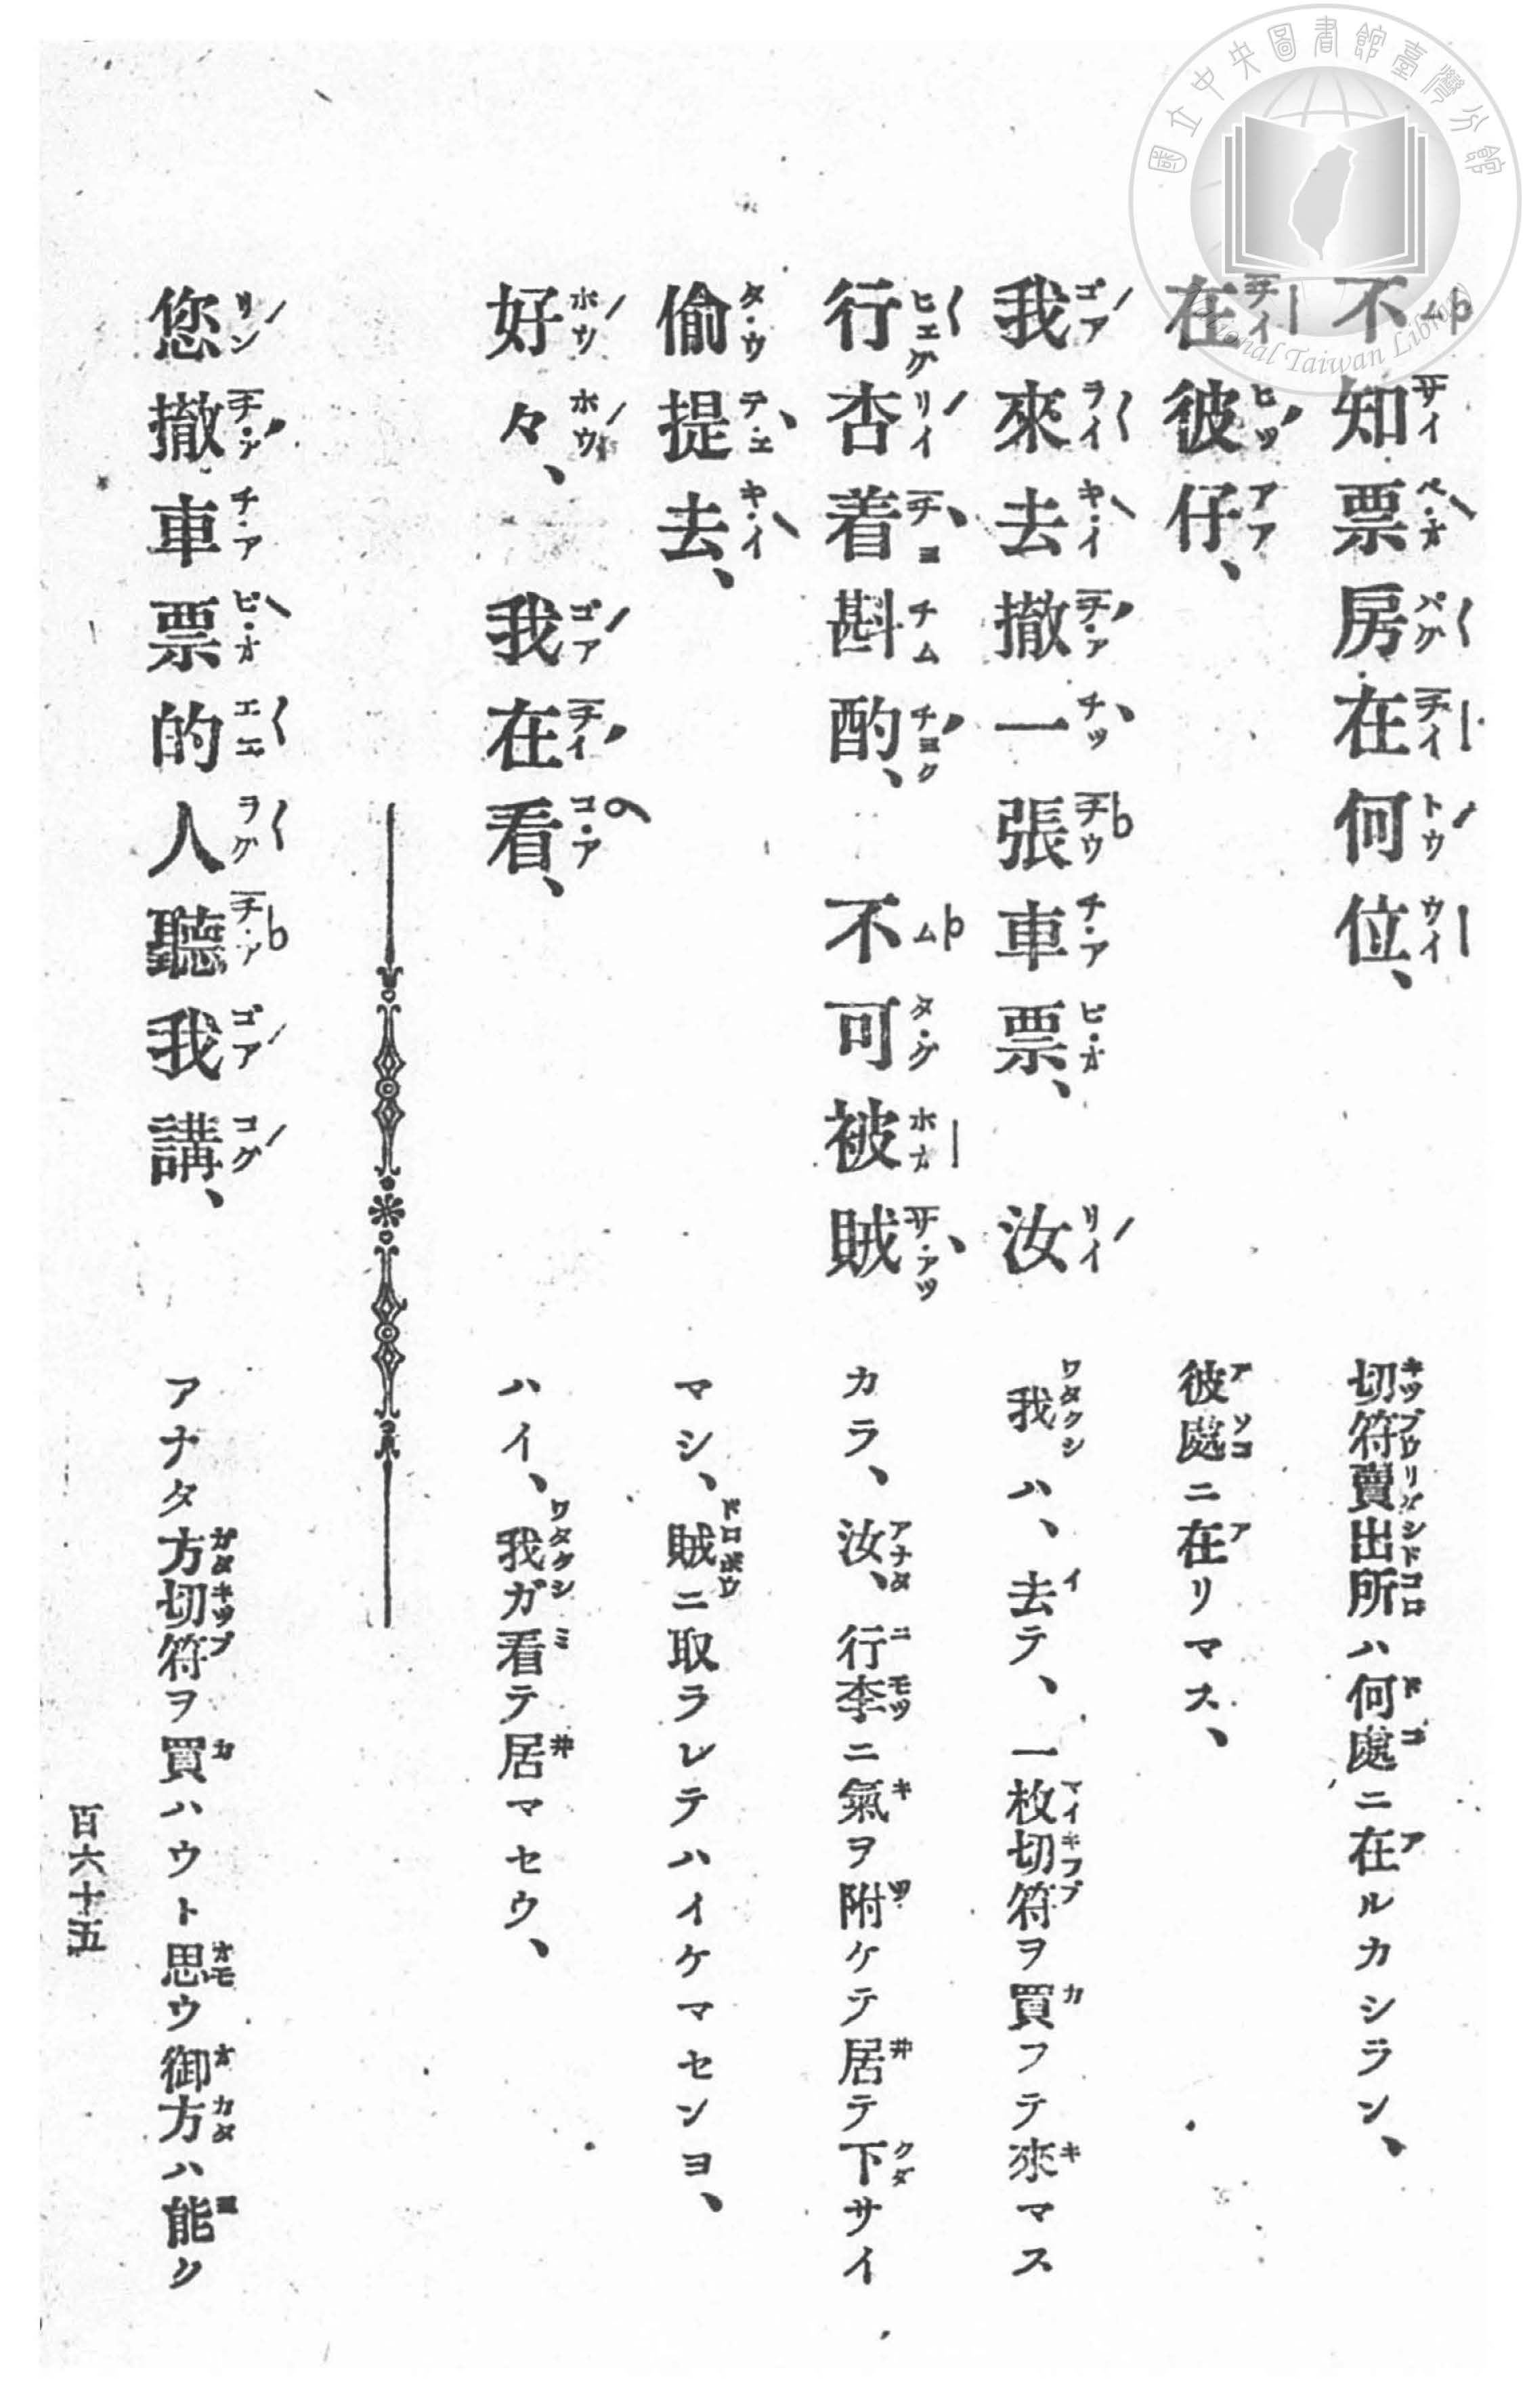 國立中央圖書館臺灣分館
National Taiwan Library
不知票房在何位、
切符賣出所ハ何處ニ在ルカシラン、
在彼仔、
彼處ニ在リマス、
我來去撤一張車票、 汝
我ハ、去テ、一枚切符ヲ買フテ來マス
行李着斟酌、 不可被賊
カラ、汝、行李ニ氣ヲ附ケテ居テ下サイ
偷提去、
マシ、賊ニ取ラレテハイケマセンヨ、
好々、 我在看、
ハイ、我ガ看テ居マセウ、
您撤車票的人聽我講、
アナタ方切符ヲ買ハウト思ウ御方ハ能ク
百六十五